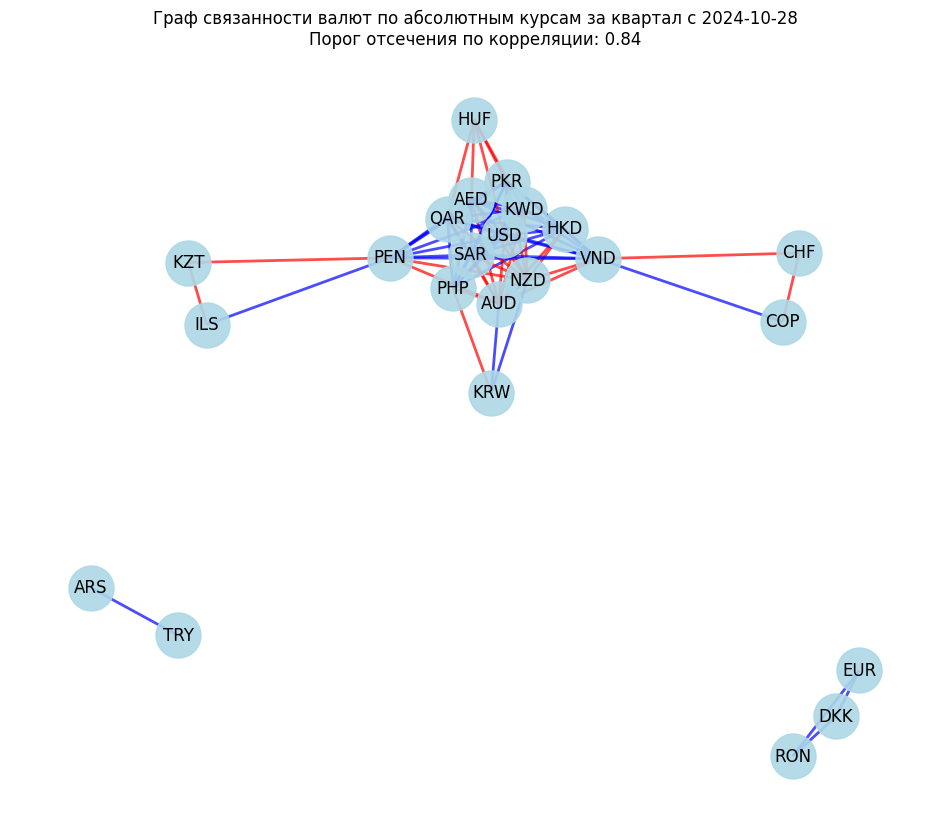 Граф связанности валют по абсолютным курсам за квартал с 2024-10-28
Порог отсечения по корреляции: 0.84
HUF
PKR
AED
KWD
QAR
HKD
USD
CHF
SAR
PEN
VND
KZT
NZD
PHP
AUD
ILS
COP
KRW
ARS
TRY
EUR
DKK
RON